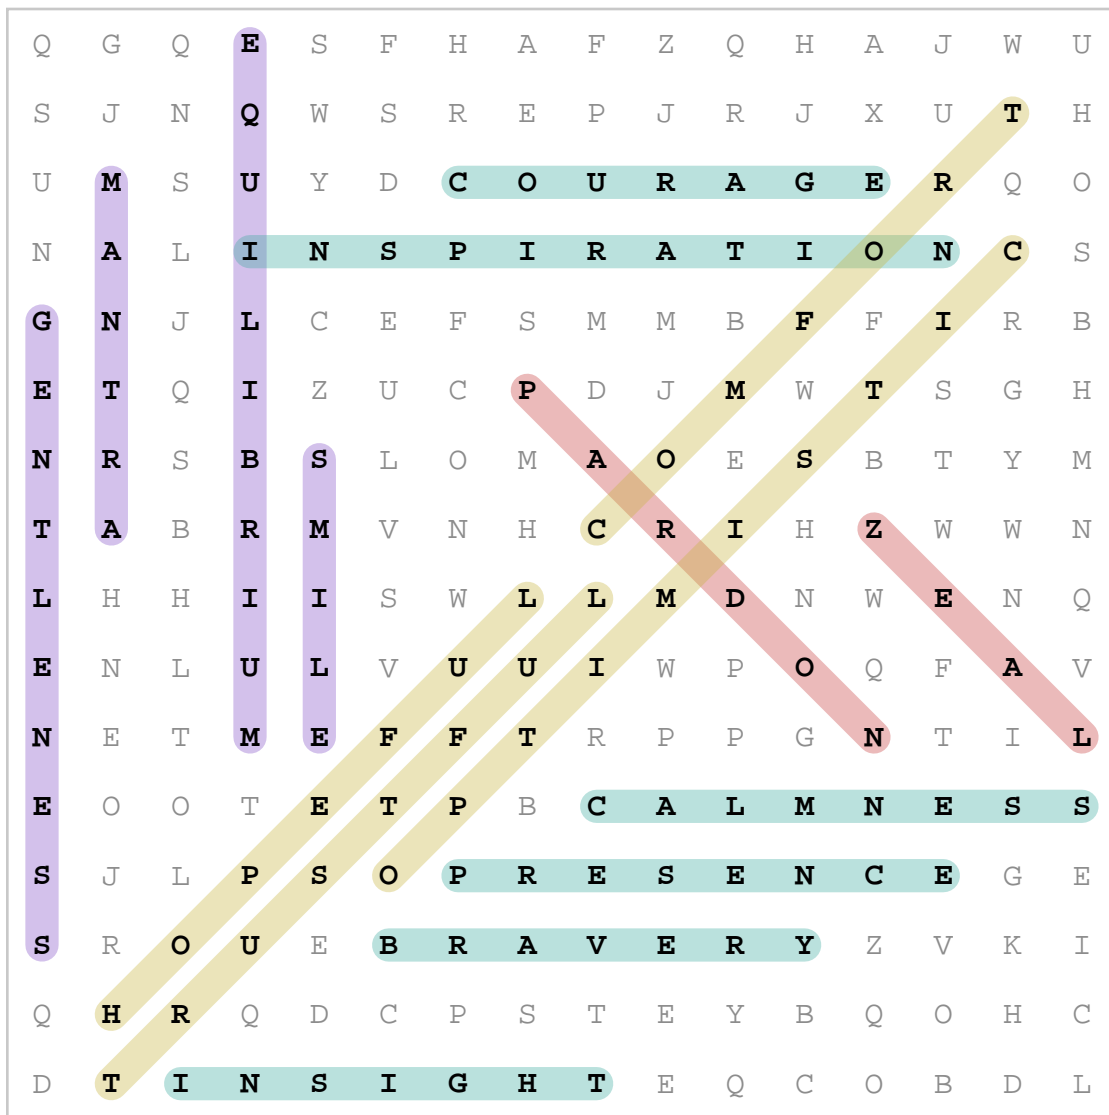 Q G Q E S F H A F Z Q H A J W U
S J N Q W S R E P J R J X U T H
U M S U Y D C O U R A G E R Q O
N A L I N S P I R A T I O N C S
G N J L C E F S M M B F F I R B
E T Q I Z U C P D J M W T S G H
N R S B S L O M A O E S B T Y M
T A B R M V N H C R I H Z W W N
L H H I I S W L L M D N W E N Q
E N L U L V U U I W P O Q F A V
N E T M E F F T R P P G N T I L
E O O T E T P B C A L M N E S S
S J L P S O P R E S E N C E G E
S R O U E B R A V E R Y Z V K I
Q H R Q D C P S T E Y B Q O H C
D T I N S I G H T E Q C O B D L